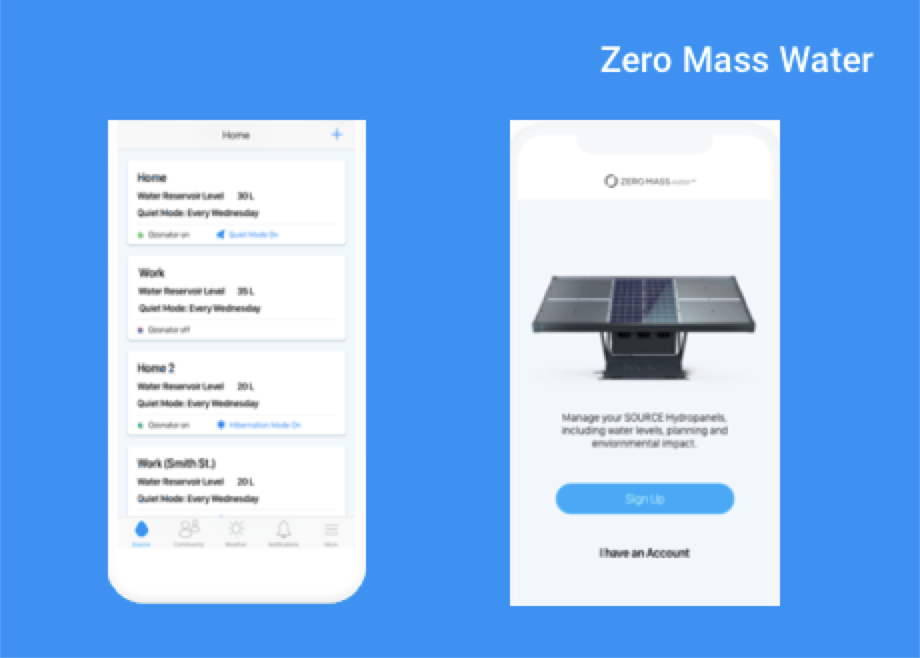 Zero Mass Water
Home
+
Home
Water Reservoir Level 30 L
Quiet Mode: Every Wednesday
Ozonator on Quiet Mode On
Work
Water Reservoir Level 35 L
Quiet Mode: Every Wednesday
Ozonator off
Home 2
Water Reservoir Level 20 L
Quiet Mode: Every Wednesday
Ozonator on Hibernation Mode On
Work (Smith St.)
Water Reservoir Level 20 L
Quiet Mode: Every Wednesday
Source Community Weather Notifications More
ZERO MASS water™
Manage your SOURCE Hydropanels,
including water levels, planning and
enviornmental impact.
Sign Up
I have an Account